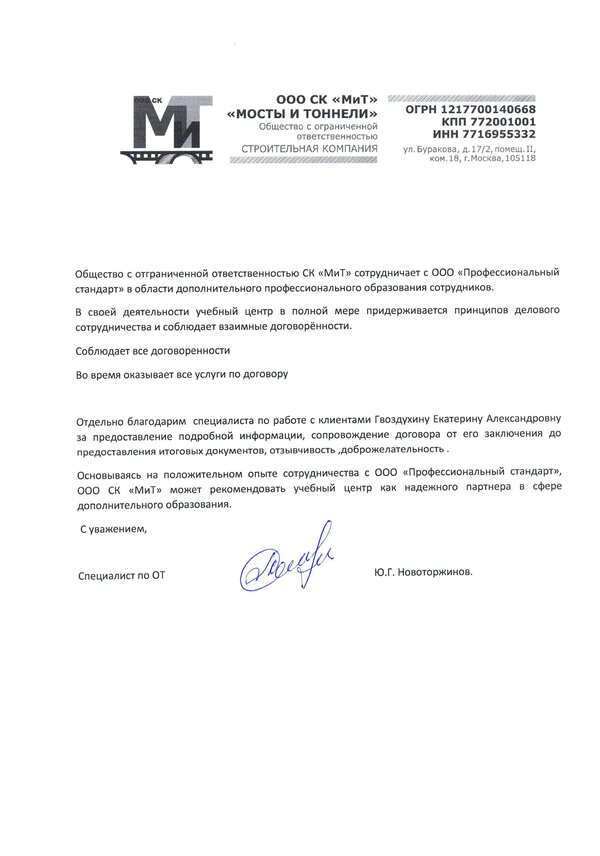 ООО СК
МиТ
ООО СК «МиТ»
«МОСТЫ И ТОННЕЛИ»
Общество с ограниченной
ответственностью
СТРОИТЕЛЬНАЯ КОМПАНИЯ
ОГРН 1217700140668
КПП 772001001
ИНН 7716955332
ул.Буракова, д.17/2, помещ.II,
ком.18, г.Москва,105118
Общество с отграниченной ответственностью СК «МиТ» сотрудничает с ООО «Профессиональный
стандарт» в области дополнительного профессионального образования сотрудников.
В своей деятельности учебный центр в полной мере придерживается принципов делового
сотрудничества и соблюдает взаимные договорённости.
Соблюдает все договоренности
Во время оказывает все услуги по договору
Отдельно благодарим специалиста по работе с клиентами Гвоздухину Екатерину Александровну
за предоставление подробной информации, сопровождение договора от его заключения до
предоставления итоговых документов, отзывчивость ,доброжелательность .
Основываясь на положительном опыте сотрудничества с ООО «Профессиональный стандарт»,
ООО СК «МиТ» может рекомендовать учебный центр как надежного партнера в сфере
дополнительного образования.
С уважением,
Специалист по ОТ
Ю.Г. Новоторжинов.